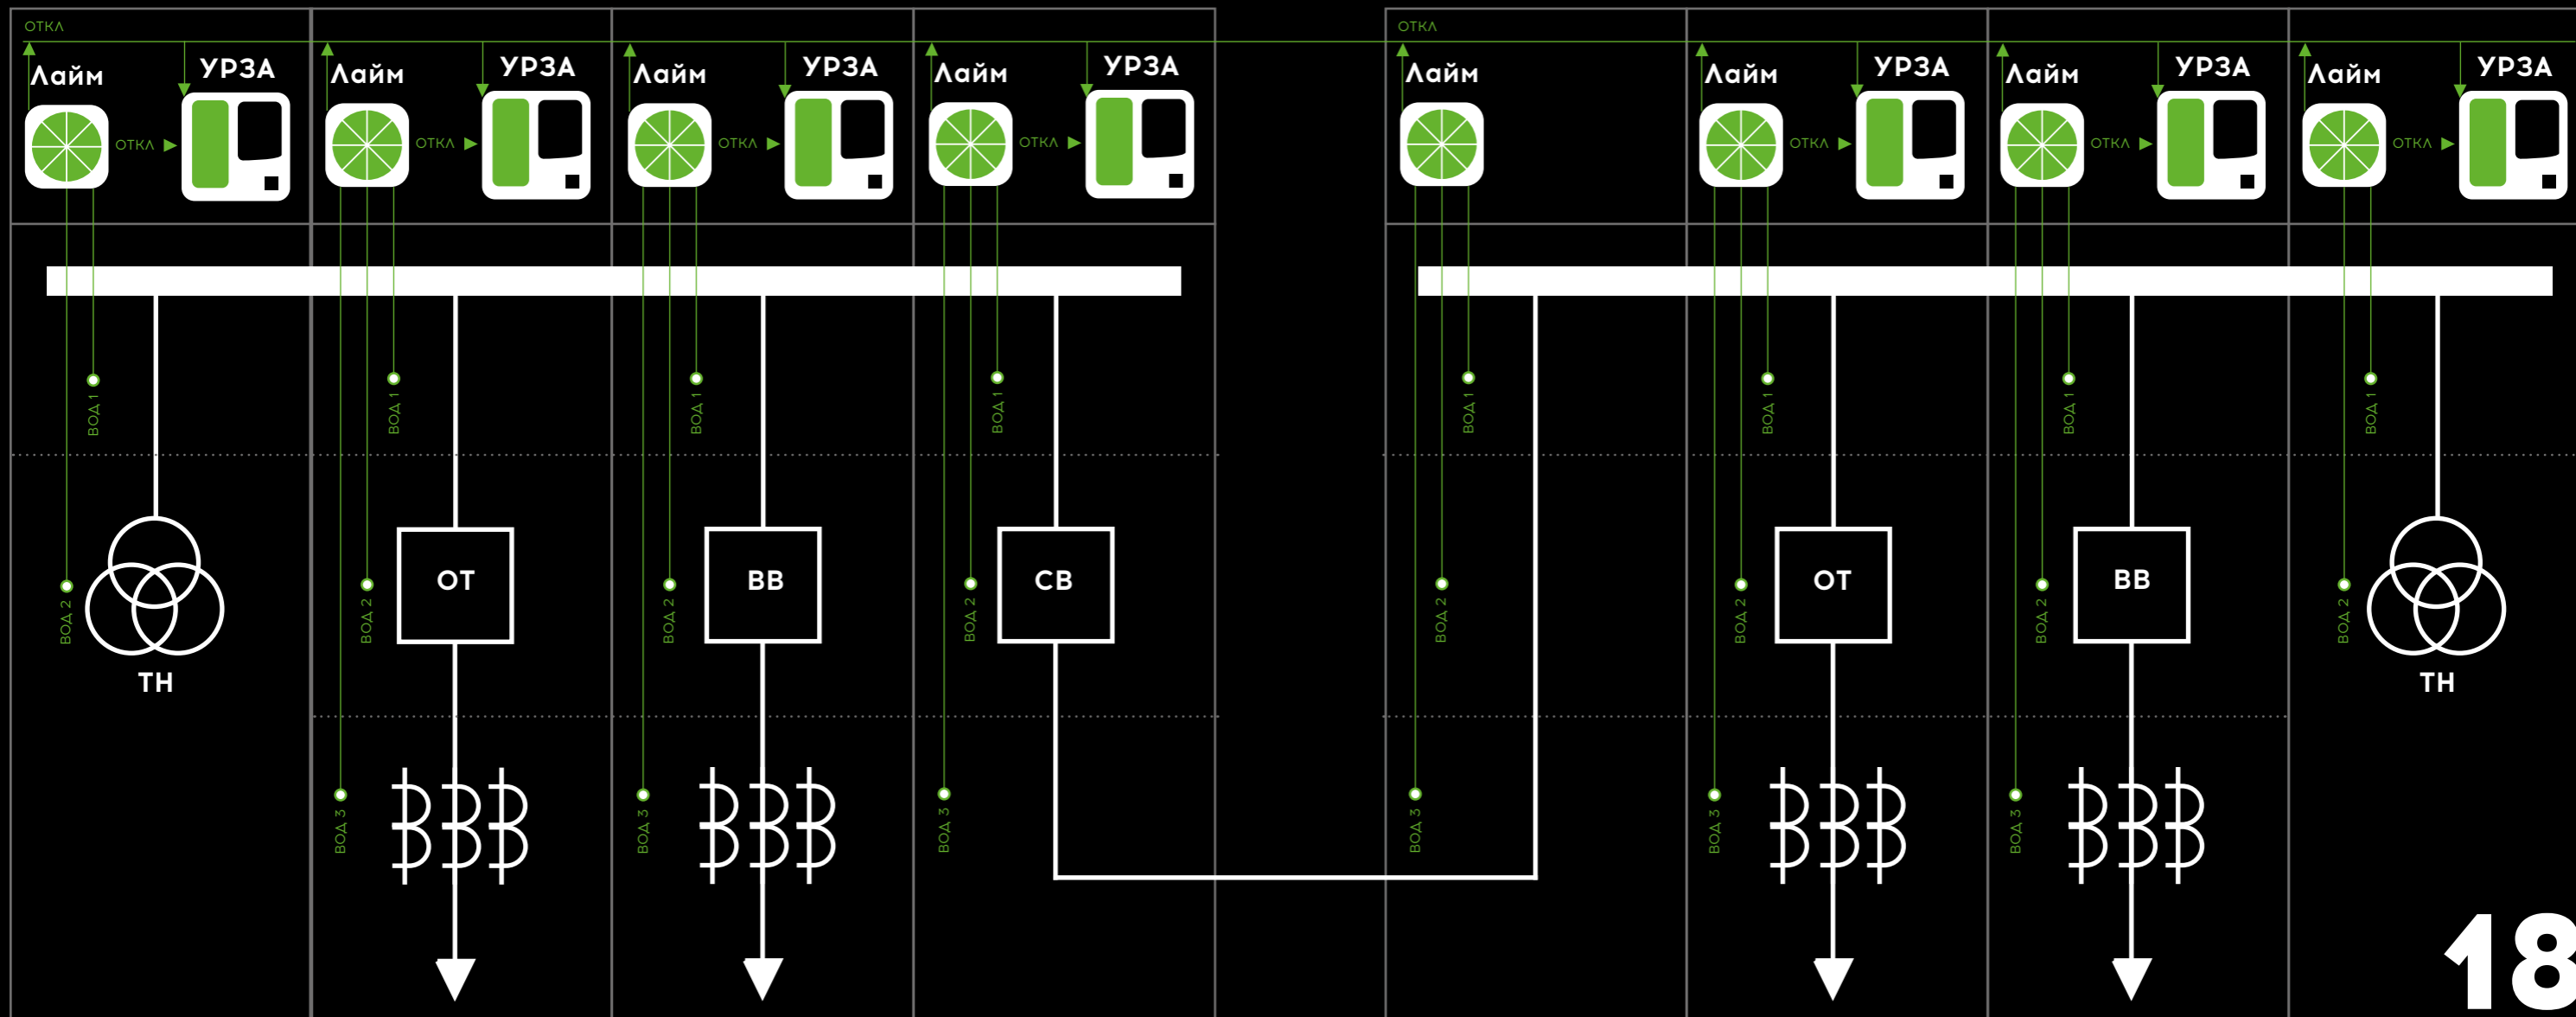 ОТКЛ
ОТКЛ
Лайм
УРЗА
Лайм
УРЗА
Лайм
УРЗА
Лайм
УРЗА
Лайм
Лайм
УРЗА
Лайм
УРЗА
Лайм
УРЗА
ОТКЛ
ОТКЛ
ОТКЛ
ОТКЛ
ОТКЛ
ОТКЛ
ОТКЛ
ВОД 1
ВОД 1
ВОД 1
ВОД 1
ВОД 1
ВОД 1
ВОД 1
ВОД 1
ОТ
ВВ
СВ
ОТ
ВВ
ВОД 2
ВОД 2
ВОД 2
ВОД 2
ВОД 2
ВОД 2
ВОД 2
ВОД 2
ТН
ТН
ВОД 3
ВОД 3
ВОД 3
ВОД 3
ВОД 3
ВОД 3
18